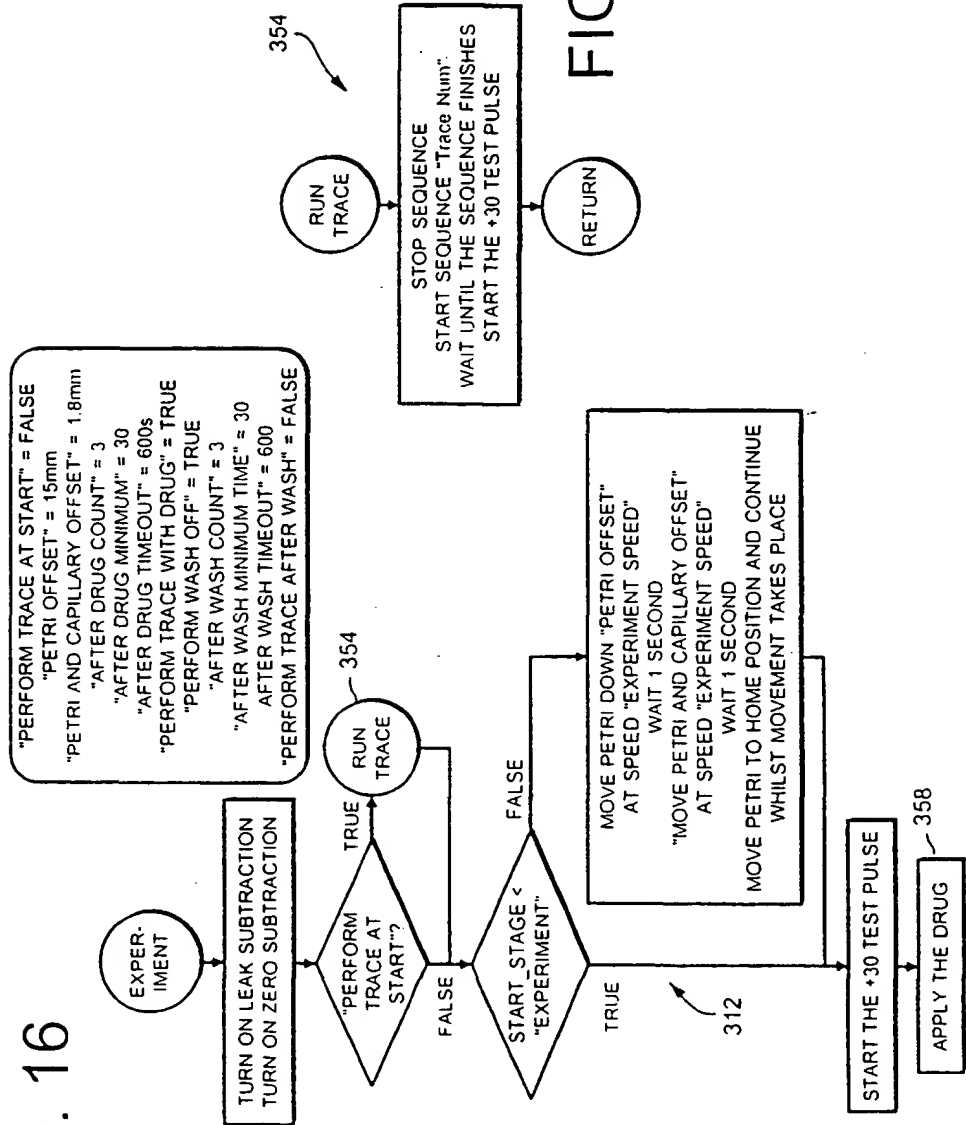 . 16
EXPER-
IMENT
TURN ON LEAK SUBTRACTION
TURN ON ZERO SUBTRACTION
"PERFORM
TRACE AT
START"?
TRUE
FALSE
RUN
TRACE
354
START_STAGE <
"EXPERIMENT"
FALSE
TRUE
312
MOVE PETRI DOWN "PETRI OFFSET"
AT SPEED "EXPERIMENT SPEED"
WAIT 1 SECOND
"MOVE PETRI AND CAPILLARY OFFSET"
AT SPEED "EXPERIMENT SPEED"
WAIT 1 SECOND
MOVE PETRI TO HOME POSITION AND CONTINUE
WHILST MOVEMENT TAKES PLACE
START THE +30 TEST PULSE
APPLY THE DRUG
358
"PERFORM TRACE AT START" = FALSE
"PETRI OFFSET" = 15mm
"PETRI AND CAPILLARY OFFSET" = 1.8mm
"AFTER DRUG COUNT" = 3
"AFTER DRUG MINIMUM" = 30
"AFTER DRUG TIMEOUT" = 600s
"PERFORM TRACE WITH DRUG" = TRUE
"PERFORM WASH OFF" = TRUE
"AFTER WASH COUNT" = 3
"AFTER WASH MINIMUM TIME" = 30
AFTER WASH TIMEOUT" = 600
"PERFORM TRACE AFTER WASH" = FALSE
354
RUN
TRACE
STOP SEQUENCE
START SEQUENCE "Trace Num".
WAIT UNTIL THE SEQUENCE FINISHES
START THE +30 TEST PULSE
RETURN